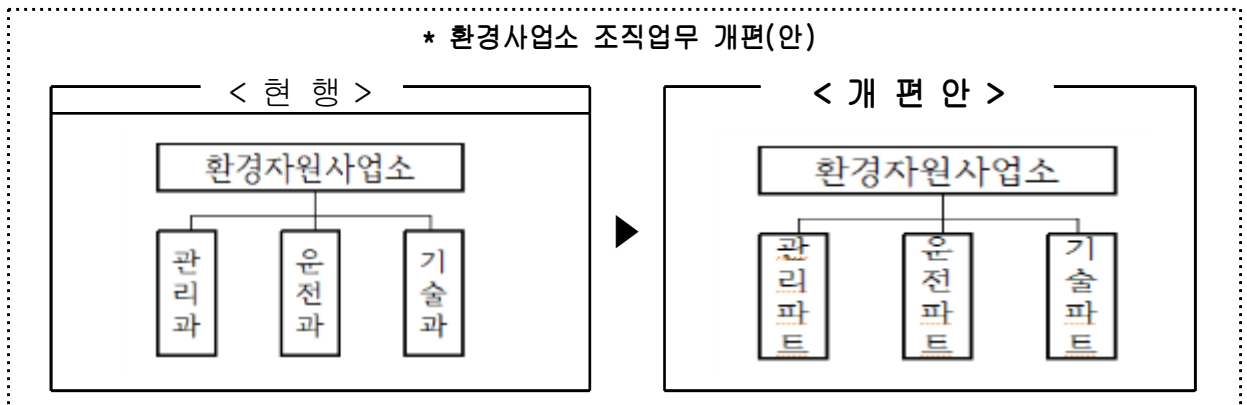 * 환경사업소 조직업무 개편(안)
< 현 행 >
환경자원사업소
관리과
운전과
기술과
▶
< 개 편 안 >
환경자원사업소
관리파트
운전파트
기술파트